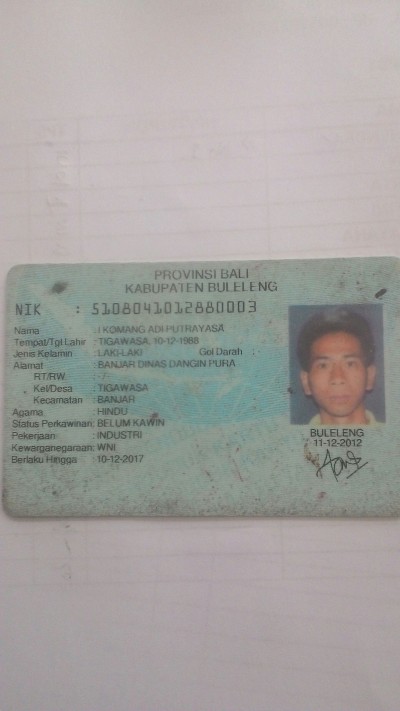 PROVINSI BALI
KABUPATEN BULELENG
NIK : 5108041012880003
Nama : I KOMANG ADI PUTRAYASA
Tempat/Tgl Lahir : TIGAWASA, 10-12-1988
Jenis Kelamin : LAKI-LAKI Gol Darah :
Alamat : BANJAR DINAS DANGIN PURA
RT/RW : - / -
Kel/Desa : TIGAWASA
Kecamatan : BANJAR
Agama : HINDU
Status Perkawinan: BELUM KAWIN
Pekerjaan : INDUSTRI
Kewarganegaraan: WNI
Berlaku Hingga : 10-12-2017
BULELENG
11-12-2012